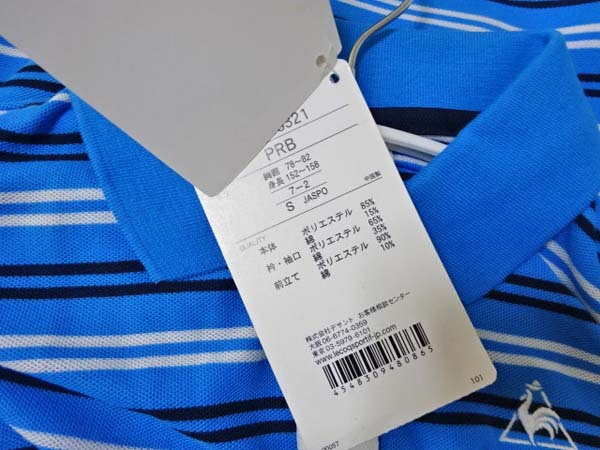 PRB
胸囲 78~82
身長 152~158
7-2
S JASPO 中国製
QUALITY
本体 ポリエステル 85%
綿 15%
衿・袖口 ポリエステル 65%
綿 35%
前立て ポリエステル 90%
綿 10%
株式会社デサント お客様相談センター
大阪 06-6774-0359
東京 03-5979-6101
www.lecoqsportif-jp.com
4548309480865
101